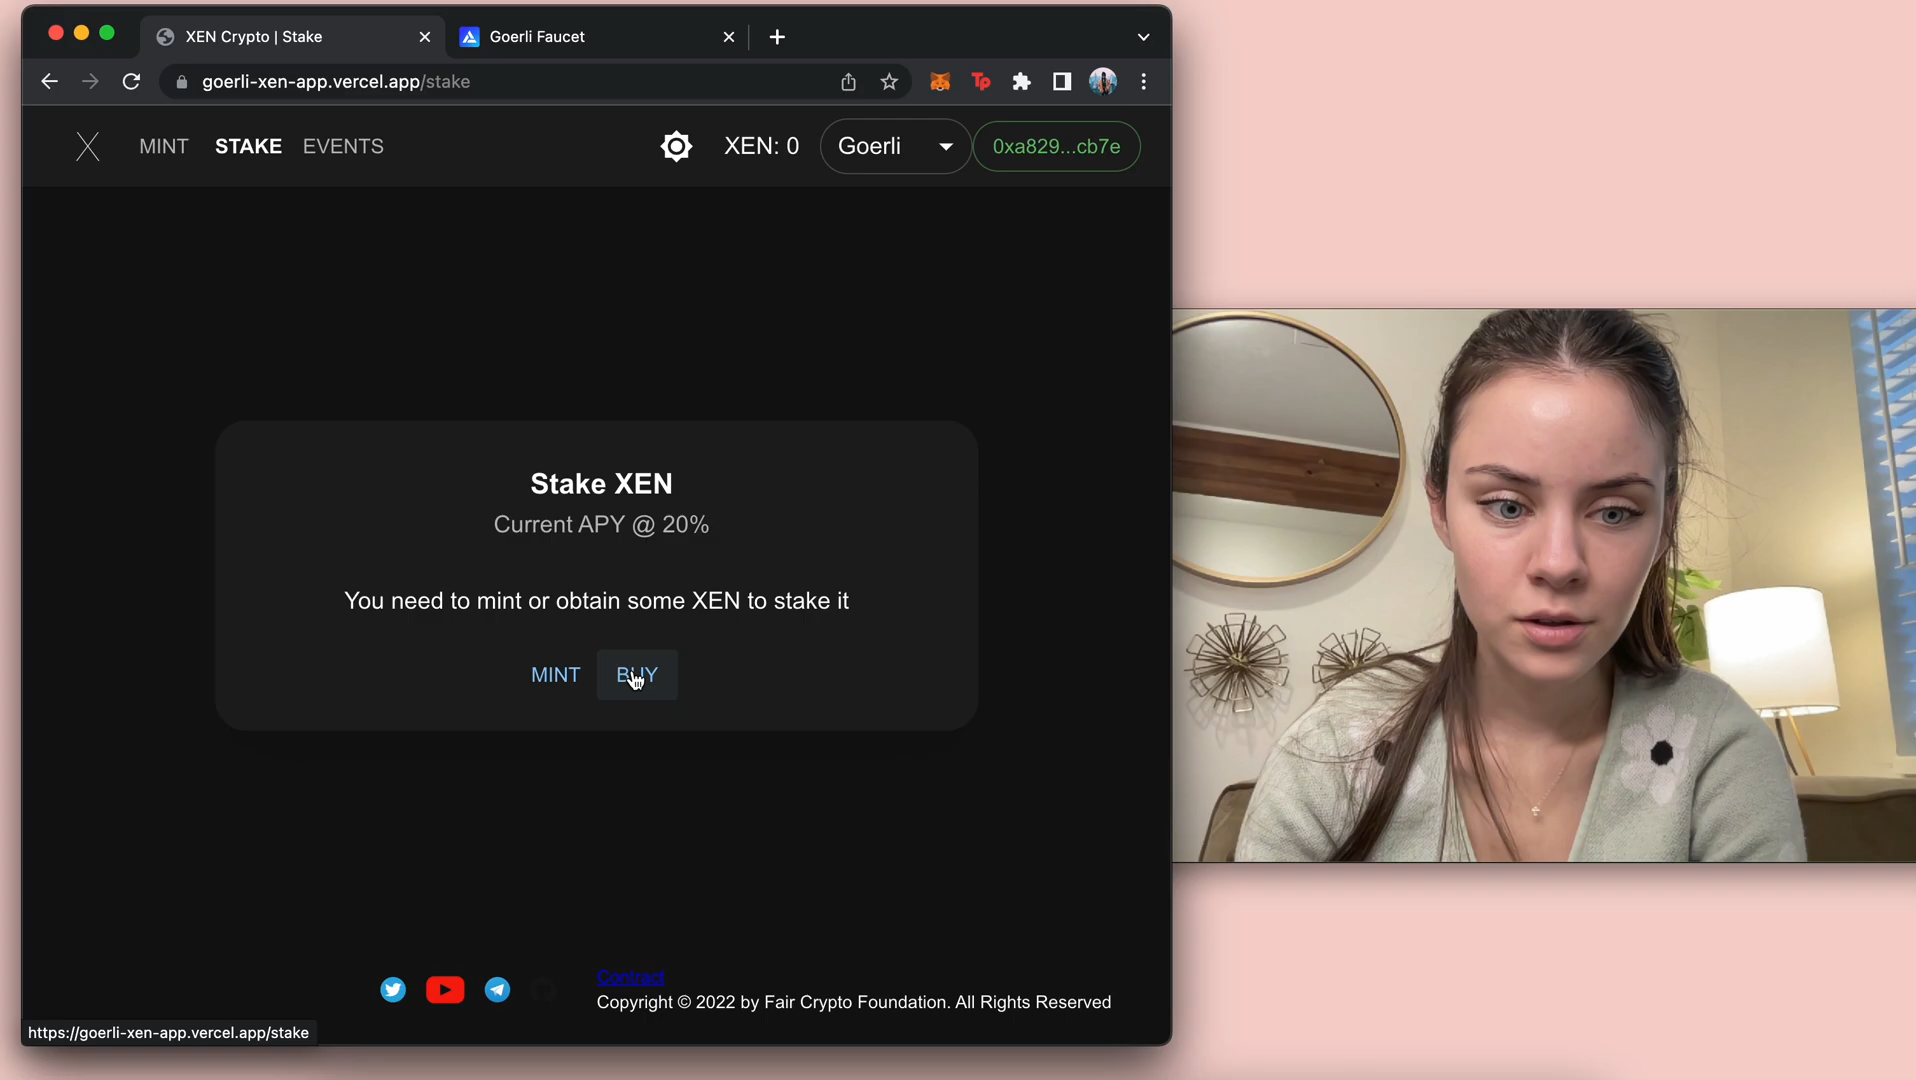 XEN Crypto | Stake
Goerli Faucet
goerli-xen-app.vercel.app/stake
Tp
MINT STAKE EVENTS
XEN: 0
Goerli
0xa829...cb7e
Stake XEN
Current APY @ 20%
You need to mint or obtain some XEN to stake it
MINT
BUY
Contract
Copyright © 2022 by Fair Crypto Foundation. All Rights Reserved
https://goerli-xen-app.vercel.app/stake